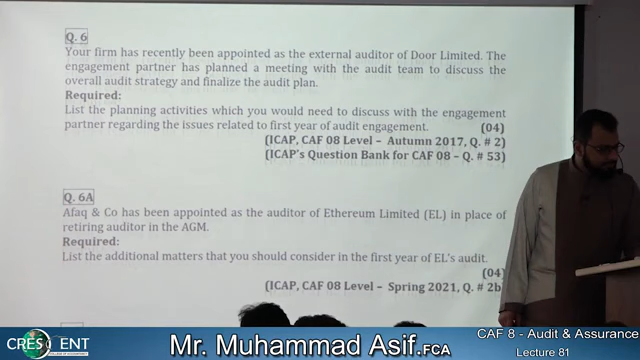 Q. 6
Your firm has recently been appointed as the external auditor of Door Limited. The
engagement partner has planned a meeting with the audit team to discuss the
overall audit strategy and finalize the audit plan.
Required:
List the planning activities which you would need to discuss with the engagement
partner regarding the issues related to first year of audit engagement. (04)
(ICAP, CAF 08 Level – Autumn 2017, Q. # 2)
(ICAP's Question Bank for CAF 08 – Q. # 53)
Q. 6A
Afaq & Co has been appointed as the auditor of Ethereum Limited (EL) in place of
retiring auditor in the AGM.
Required:
List the additional matters that you should consider in the first year of EL's audit.
(04)
(ICAP, CAF 08 Level – Spring 2021, Q. # 2b
CRESCENT
COLLEGE OF ACCOUNTANCY
Mr. Muhammad Asif.FCA
CAF 8 - Audit & Assurance
Lecture 81